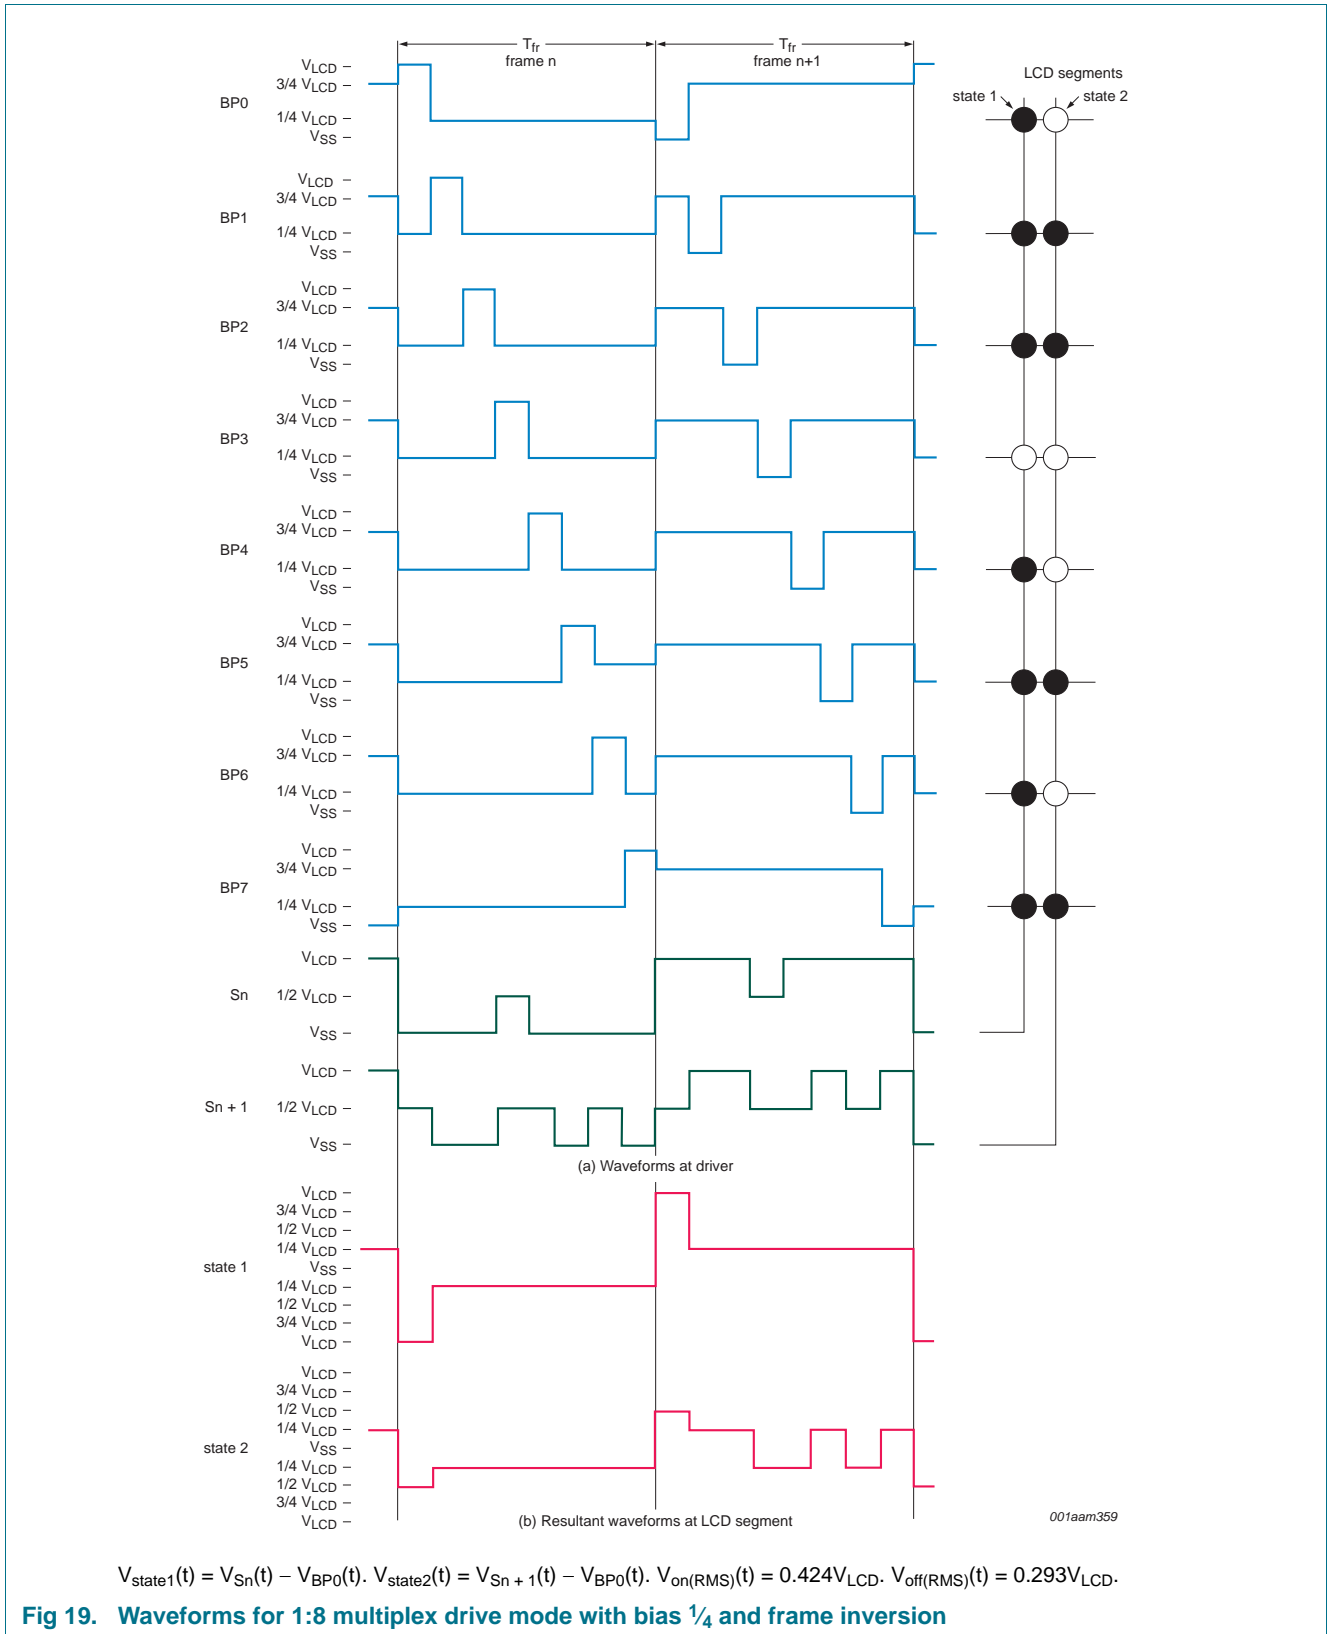 Tfr Tfr
frame n frame n+1
LCD segments
state 1 state 2
BP0
VLCD
3/4 VLCD
1/4 VLCD
VSS
BP1
VLCD
3/4 VLCD
1/4 VLCD
VSS
BP2
VLCD
3/4 VLCD
1/4 VLCD
VSS
BP3
VLCD
3/4 VLCD
1/4 VLCD
VSS
BP4
VLCD
3/4 VLCD
1/4 VLCD
VSS
BP5
VLCD
3/4 VLCD
1/4 VLCD
VSS
BP6
VLCD
3/4 VLCD
1/4 VLCD
VSS
BP7
VLCD
3/4 VLCD
1/4 VLCD
VSS
Sn
VLCD
1/2 VLCD
VSS
Sn + 1
VLCD
1/2 VLCD
VSS
(a) Waveforms at driver
state 1
VLCD
3/4 VLCD
1/2 VLCD
1/4 VLCD
VSS
1/4 VLCD
1/2 VLCD
3/4 VLCD
VLCD
state 2
VLCD
3/4 VLCD
1/2 VLCD
1/4 VLCD
VSS
1/4 VLCD
1/2 VLCD
3/4 VLCD
VLCD
(b) Resultant waveforms at LCD segment
001aam359
Vstate1(t) = VSn(t) − VBP0(t). Vstate2(t) = VSn + 1(t) − VBP0(t). Von(RMS)(t) = 0.424VLCD. Voff(RMS)(t) = 0.293VLCD.
Fig 19. Waveforms for 1:8 multiplex drive mode with bias 1⁄4 and frame inversion